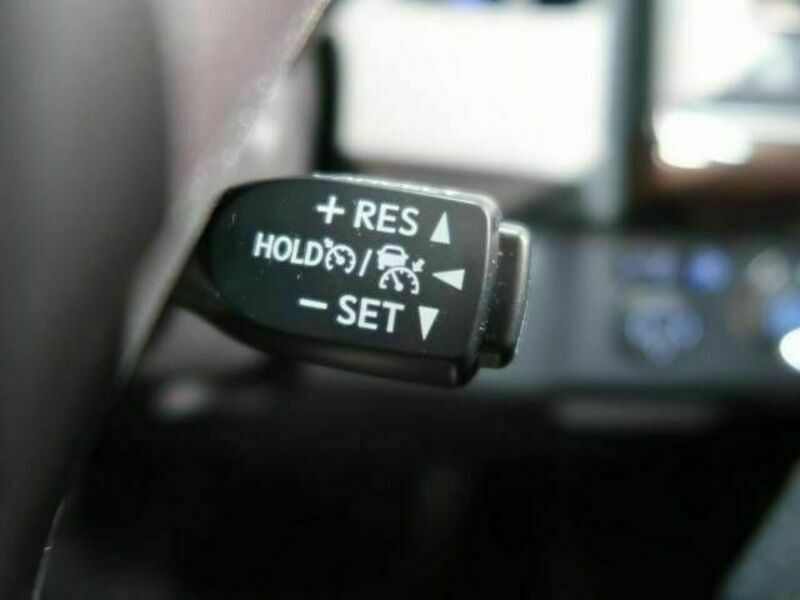 + RES
HOLD /
- SET